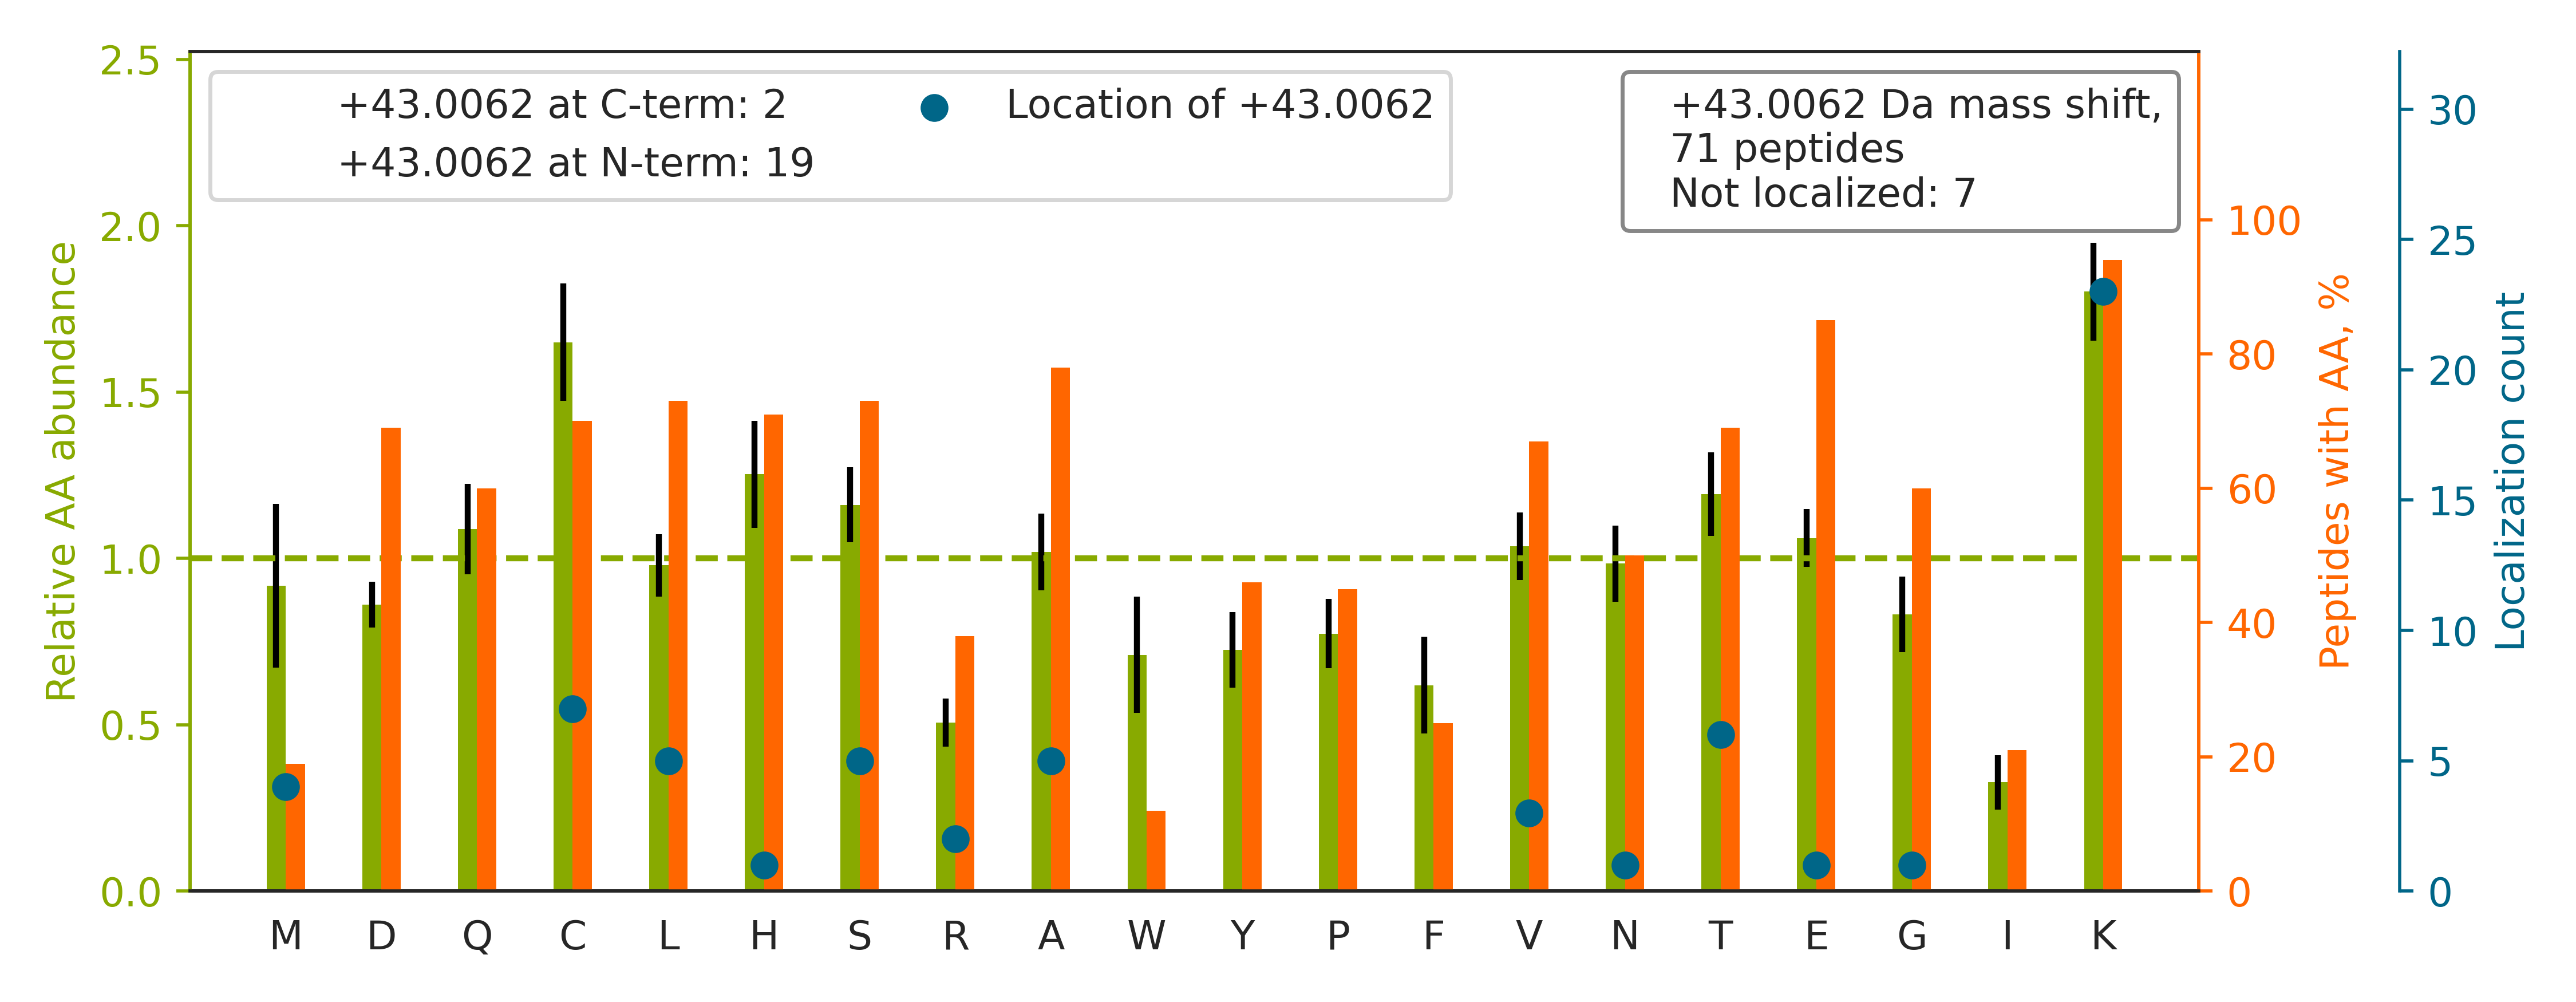 2.5
2.0
1.5
1.0
0.5
0.0
Relative AA abundance
+43.0062 at C-term: 2
+43.0062 at N-term: 19
Location of +43.0062
+43.0062 Da mass shift,
71 peptides
Not localized: 7
M D Q C L H S R A W Y P F V N T E G I K
100
80
60
40
20
0
Peptides with AA, %
30
25
20
15
10
5
0
Localization count